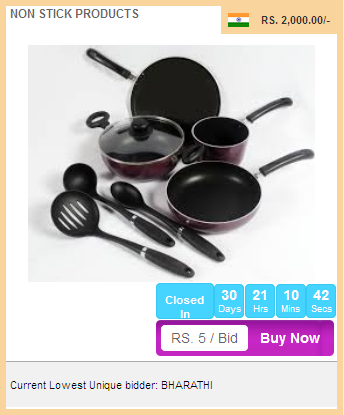 NON STICK PRODUCTS
RS. 2,000.00/-
Closed In
30 Days 21 Hrs 10 Mins 42 Secs
RS. 5 / Bid Buy Now
Current Lowest Unique bidder: BHARATHI